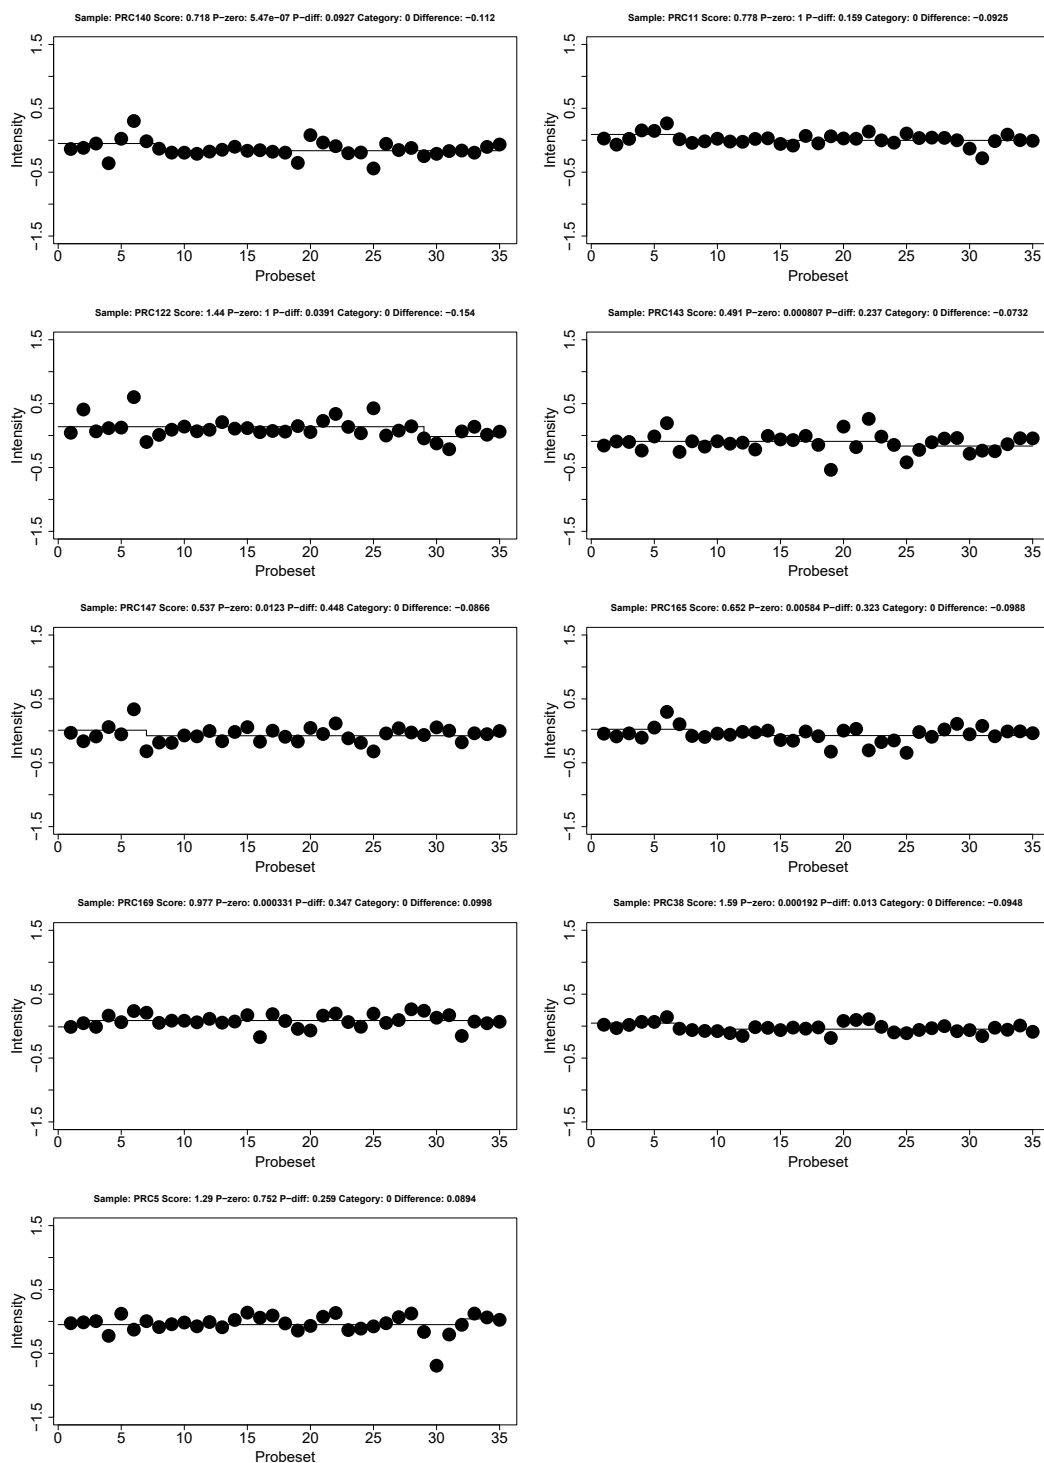 Sample: PRC140 Score: 0.718 P−zero: 5.47e−07 P−diff: 0.0927 Category: 0 Difference: −0.112
Intensity
1.5
0.5
−0.5
−1.5
0 5 10 15 20 25 30 35
Probeset
Sample: PRC11 Score: 0.778 P−zero: 1 P−diff: 0.159 Category: 0 Difference: −0.0925
Intensity
1.5
0.5
−0.5
−1.5
0 5 10 15 20 25 30 35
Probeset
Sample: PRC122 Score: 1.44 P−zero: 1 P−diff: 0.0391 Category: 0 Difference: −0.154
Intensity
1.5
0.5
−0.5
−1.5
0 5 10 15 20 25 30 35
Probeset
Sample: PRC143 Score: 0.491 P−zero: 0.000807 P−diff: 0.237 Category: 0 Difference: −0.0732
Intensity
1.5
0.5
−0.5
−1.5
0 5 10 15 20 25 30 35
Probeset
Sample: PRC147 Score: 0.537 P−zero: 0.0123 P−diff: 0.448 Category: 0 Difference: −0.0866
Intensity
1.5
0.5
−0.5
−1.5
0 5 10 15 20 25 30 35
Probeset
Sample: PRC165 Score: 0.652 P−zero: 0.00584 P−diff: 0.323 Category: 0 Difference: −0.0988
Intensity
1.5
0.5
−0.5
−1.5
0 5 10 15 20 25 30 35
Probeset
Sample: PRC169 Score: 0.977 P−zero: 0.000331 P−diff: 0.347 Category: 0 Difference: 0.0998
Intensity
1.5
0.5
−0.5
−1.5
0 5 10 15 20 25 30 35
Probeset
Sample: PRC38 Score: 1.59 P−zero: 0.000192 P−diff: 0.013 Category: 0 Difference: −0.0948
Intensity
1.5
0.5
−0.5
−1.5
0 5 10 15 20 25 30 35
Probeset
Sample: PRC5 Score: 1.29 P−zero: 0.752 P−diff: 0.259 Category: 0 Difference: 0.0894
Intensity
1.5
0.5
−0.5
−1.5
0 5 10 15 20 25 30 35
Probeset